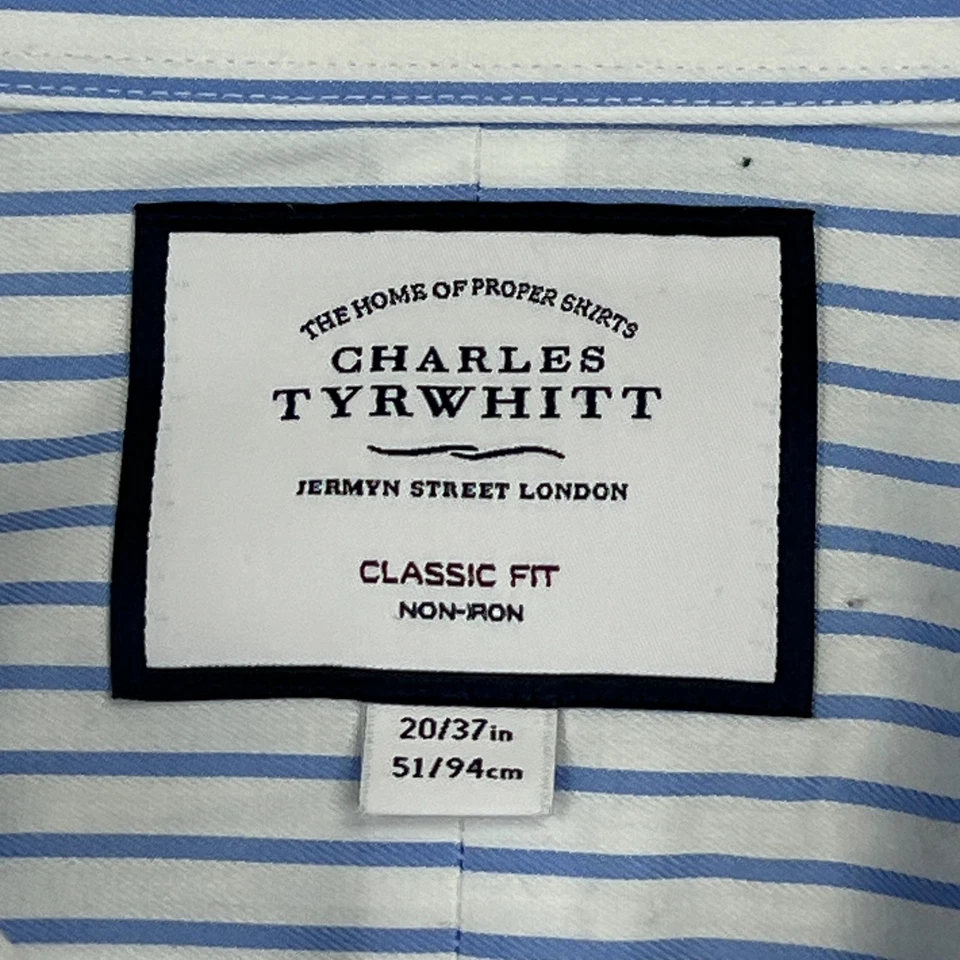 THE HOME OF PROPER SHIRTS
CHARLES
TYRWHITT
JERMYN STREET LONDON
CLASSIC FIT
NON-IRON
20/37in
51/94cm